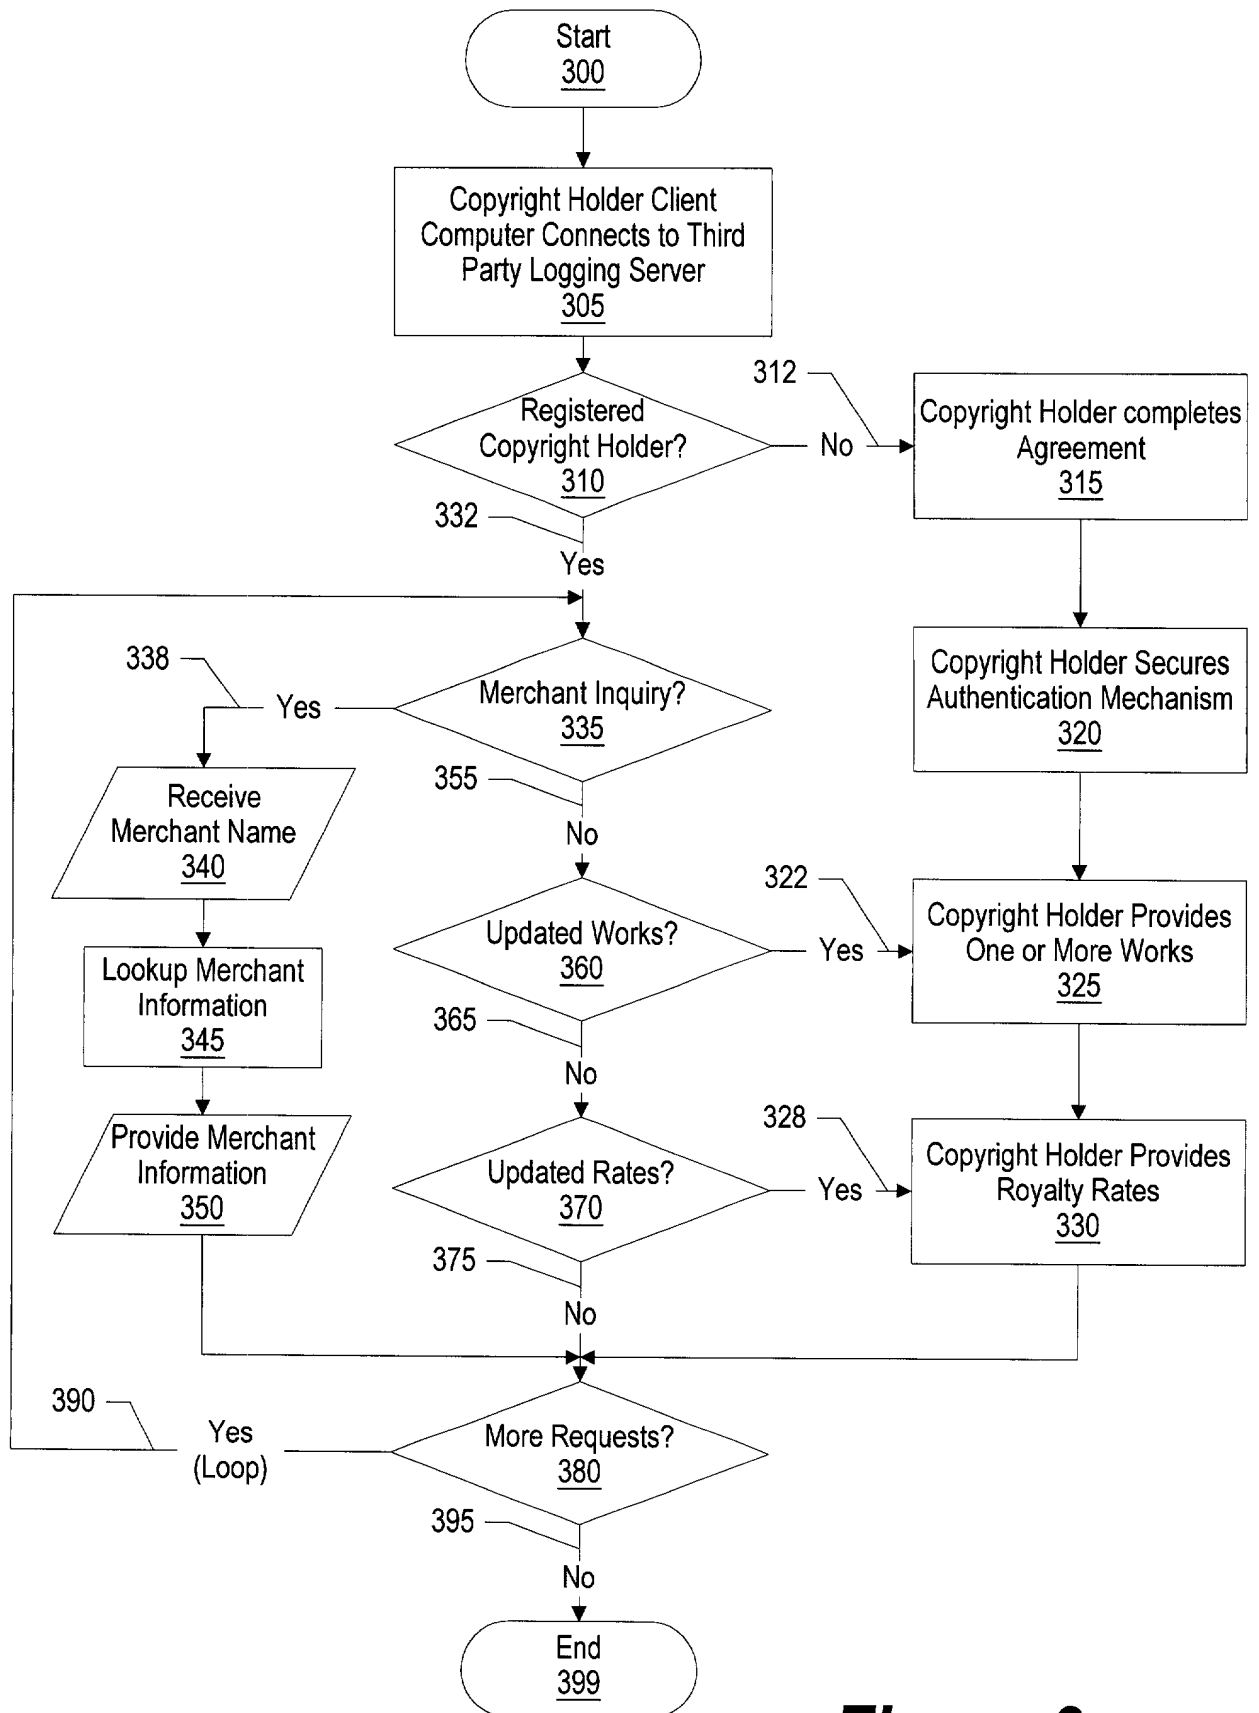 Start
300
Copyright Holder Client
Computer Connects to Third
Party Logging Server
305
Registered
Copyright Holder?
310
312
No
Copyright Holder completes
Agreement
315
332
Yes
338
Yes
Merchant Inquiry?
335
Copyright Holder Secures
Authentication Mechanism
320
355
No
Receive
Merchant Name
340
322
Updated Works?
360
Yes
Copyright Holder Provides
One or More Works
325
Lookup Merchant
Information
345
365
No
328
Provide Merchant
Information
350
Updated Rates?
370
Yes
Copyright Holder Provides
Royalty Rates
330
375
No
390
Yes
(Loop)
More Requests?
380
395
No
End
399